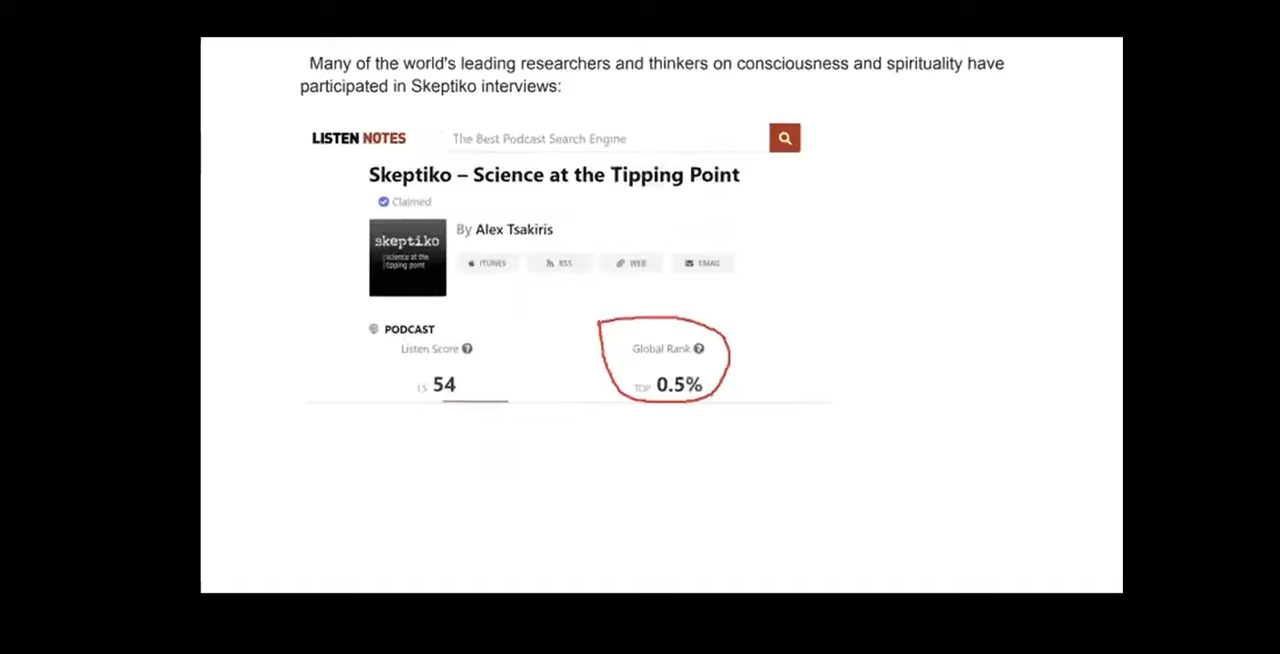 Many of the world's leading researchers and thinkers on consciousness and spirituality have
participated in Skeptiko interviews:
LISTEN NOTES
The Best Podcast Search Engine
Skeptiko – Science at the Tipping Point
Claimed
skeptiko
science at the
tipping point
By Alex Tsakiris
ITUNES RSS WEB EMAIL
PODCAST
Listen Score Global Rank
LS 54 TOP 0.5%